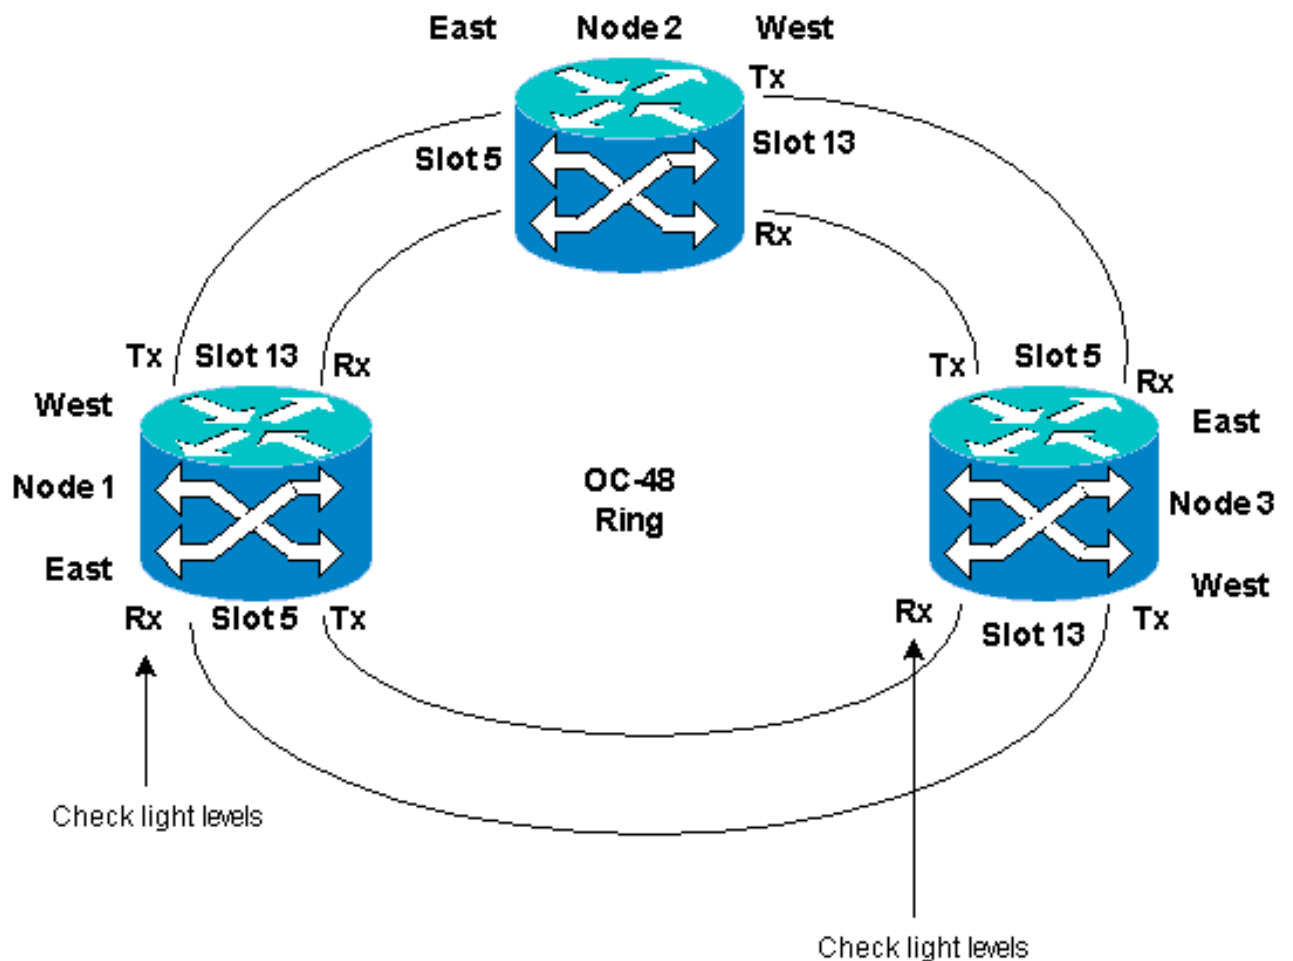 East Node 2 West
Tx
Slot 5
Slot 13
Rx
Tx Slot 13 Rx
Tx
Slot 5
Rx
West
East
Node 1
OC-48
Ring
Node 3
East
West
Rx Slot 5 Tx
Rx
Slot 13
Tx
Check light levels
Check light levels